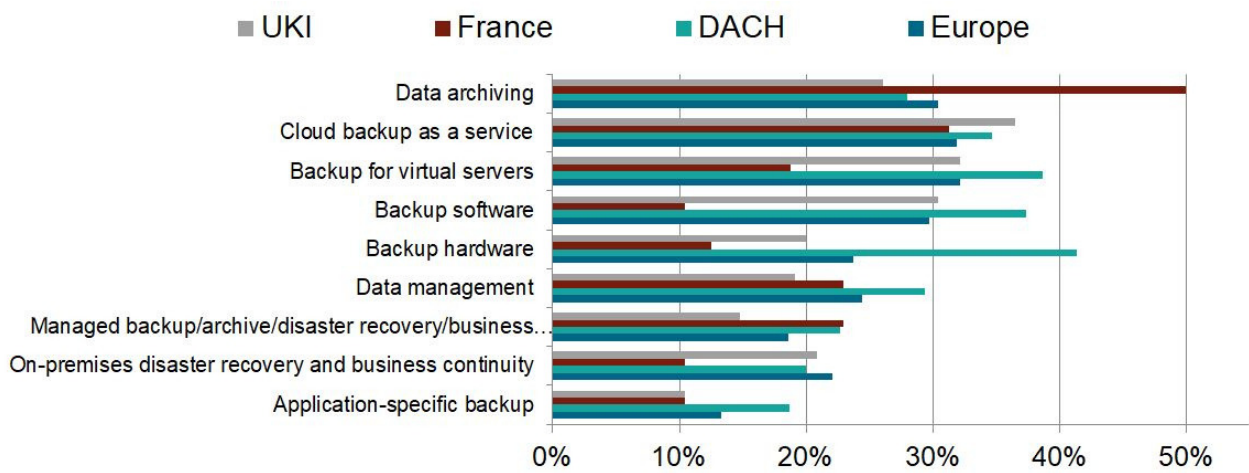 UKI France DACH Europe
Data archiving
Cloud backup as a service
Backup for virtual servers
Backup software
Backup hardware
Data management
Managed backup/archive/disaster recovery/business…
On-premises disaster recovery and business continuity
Application-specific backup
0% 10% 20% 30% 40% 50%